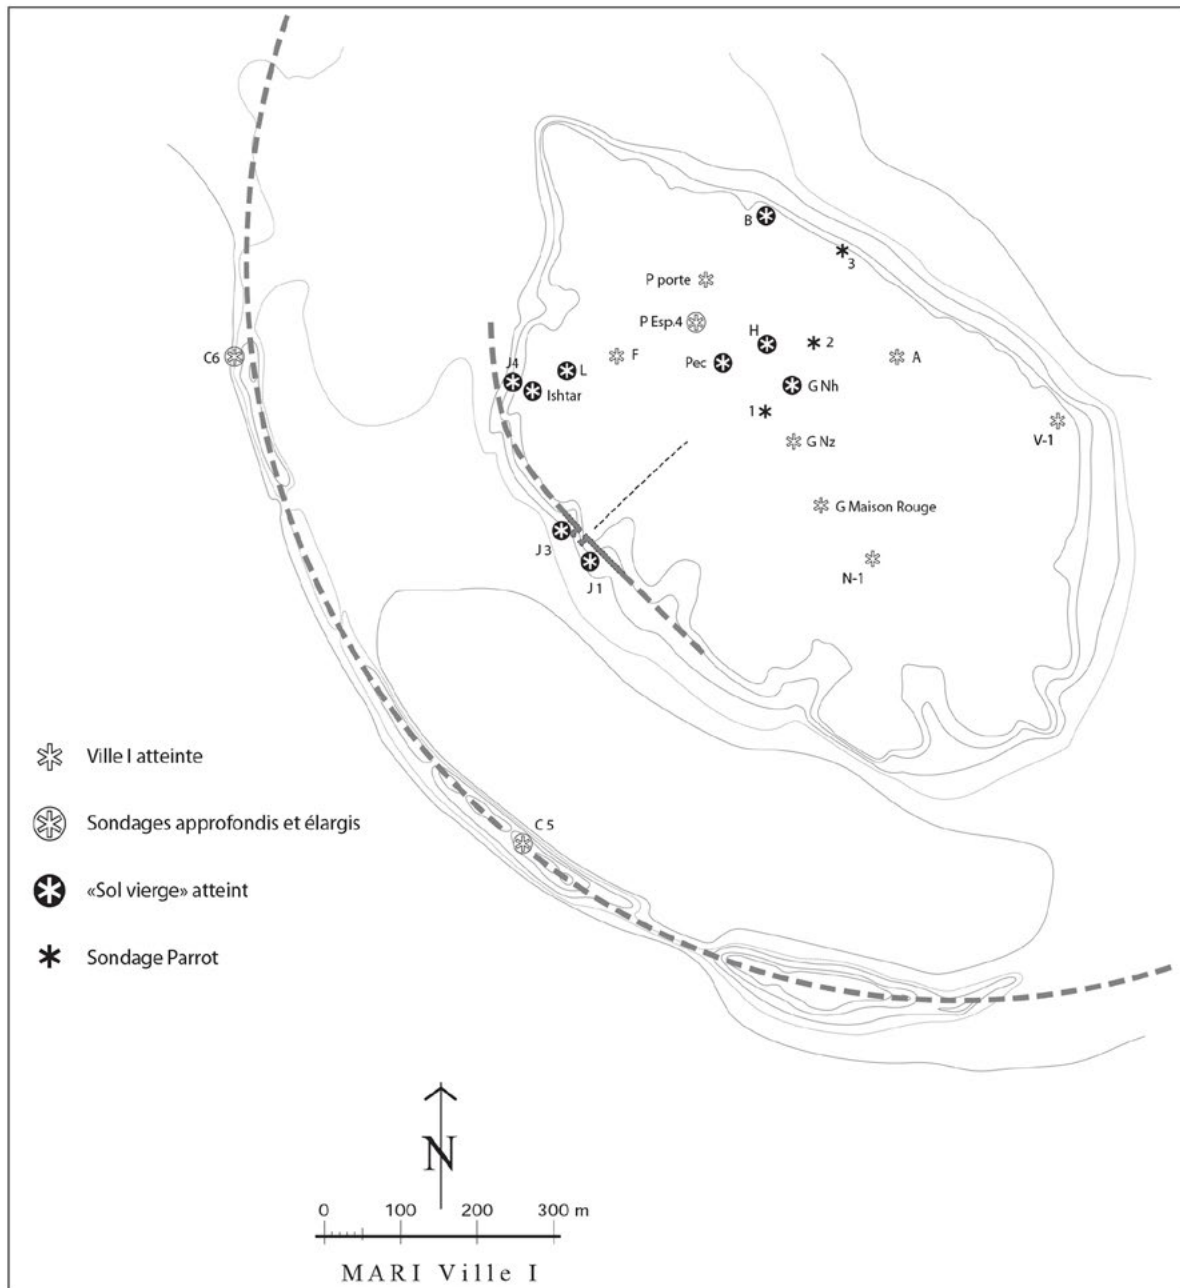 B
3
P porte
P Esp.4
H
2
C6
F
Pec
A
J4
L
Ishtar
G Nh
1
V-1
G Nz
G Maison Rouge
J 3
J 1
N-1
Ville I atteinte
C 5
Sondages approfondis et élargis
«Sol vierge» atteint
Sondage Parrot
N
0 100 200 300 m
MARI Ville I